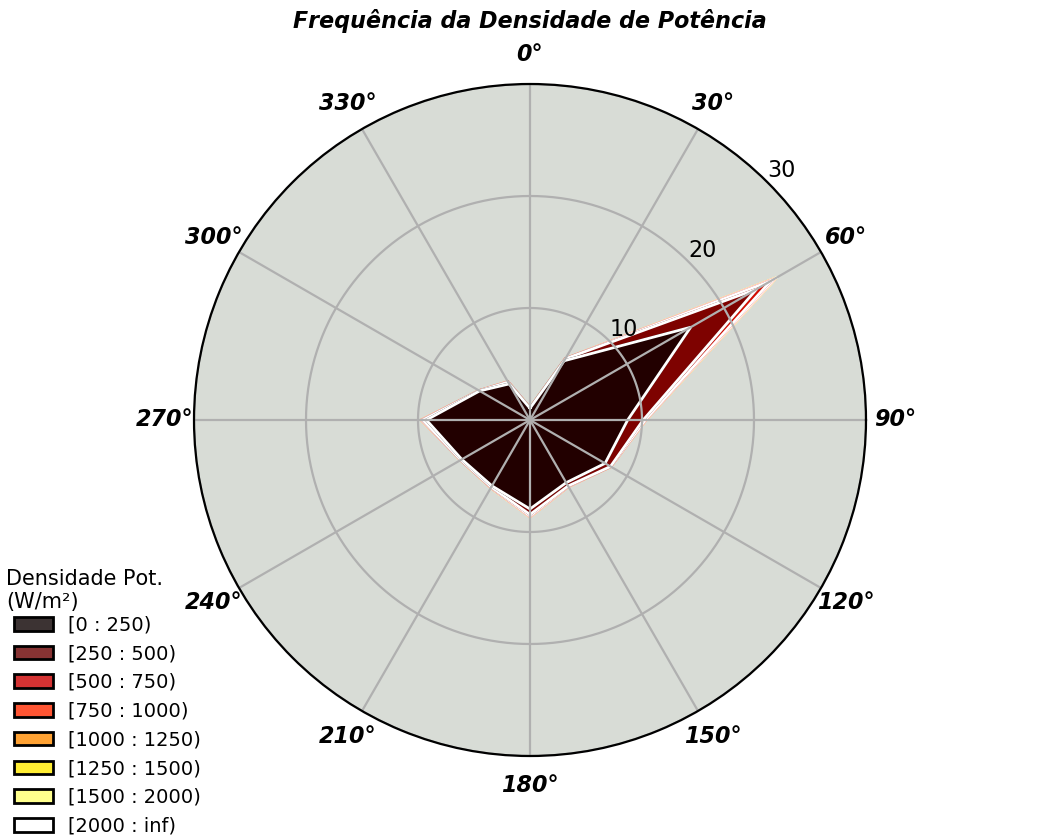 Frequência da Densidade de Potência
0°
330°
30°
30
300°
60°
20
10
270°
90°
240°
120°
210°
150°
180°
Densidade Pot.
(W/m²)
[0 : 250)
[250 : 500)
[500 : 750)
[750 : 1000)
[1000 : 1250)
[1250 : 1500)
[1500 : 2000)
[2000 : inf)